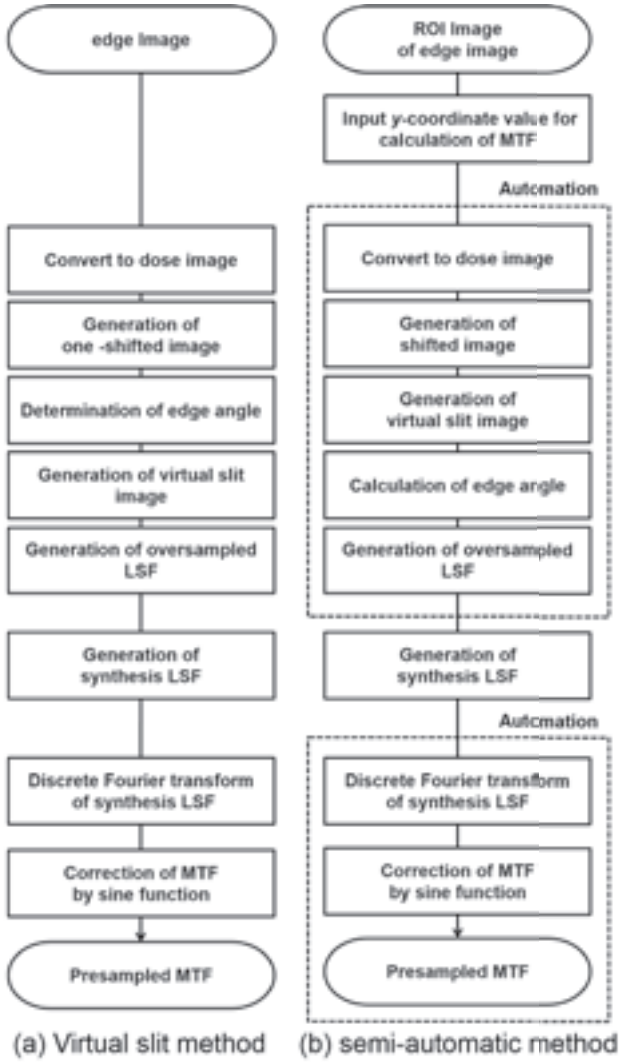 edge Image
Convert to dose image
Generation of
one -shifted image
Determination of edge angle
Generation of virtual slit
image
Generation of oversampled
LSF
Generation of
synthesis LSF
Discrete Fourier transform
of synthesis LSF
Correction of MTF
by sine function
Presampled MTF
(a) Virtual slit method
ROI Image
of edge image
Input y-coordinate value for
calculation of MTF
Automation
Convert to dose image
Generation of
shifted image
Generation of
virtual slit image
Calculation of edge angle
Generation of oversampled
LSF
Generation of
synthesis LSF
Automation
Discrete Fourier transform
of synthesis LSF
Correction of MTF
by sine function
Presampled MTF
(b) semi-automatic method